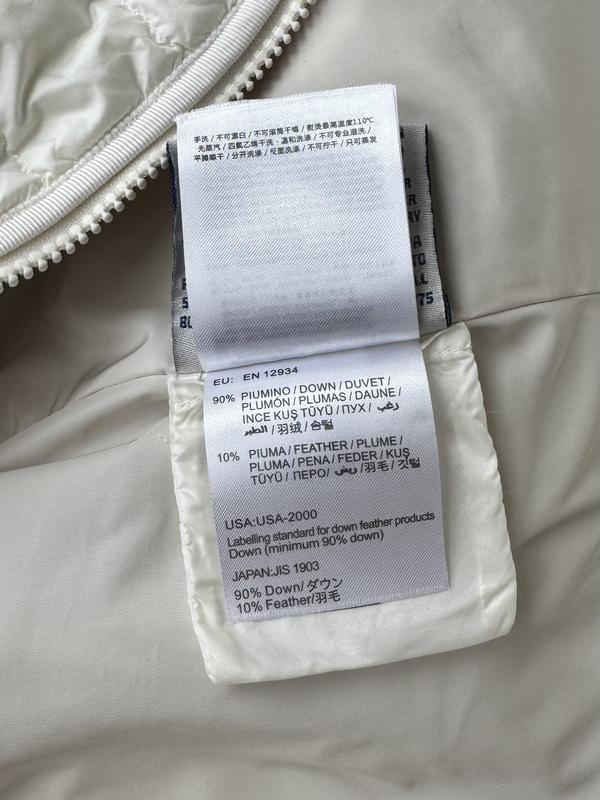 手洗 / 不可漂白 / 不可滚筒干燥 / 熨烫最高温度110℃
无蒸汽 / 四氯乙烯干洗 - 温和洗涤 / 不可专业湿洗 /
平摊晾干 / 分开洗涤 / 反面洗涤 / 不可拧干 / 只可蒸发
75
EU: EN 12934
90% PIUMINO / DOWN / DUVET /
PLUMÓN / PLUMAS / DAUNE /
INCE KUŞ TÜYÜ / ПУХ / زغب
الطير / 羽绒 / 솜털
10% PIUMA / FEATHER / PLUME /
PLUMA / PENA / FEDER / KUŞ
TÜYÜ / ПЕРО / ريش / 羽毛 / 깃털
USA:USA-2000
Labelling standard for down feather products
Down (minimum 90% down)
JAPAN:JIS 1903
90% Down/ダウン
10% Feather/羽毛